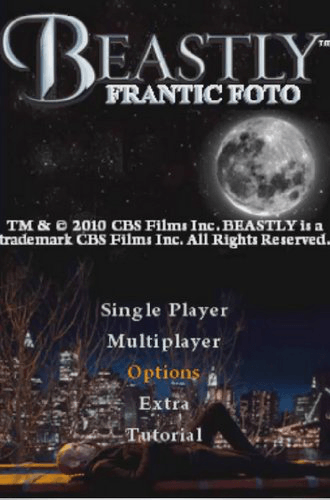 BEASTLY™
FRANTIC FOTO
TM & © 2010 CBS Films Inc. BEASTLY is a
trademark CBS Films Inc. All Rights Reserved.
Single Player
Multiplayer
Options
Extra
Tutorial